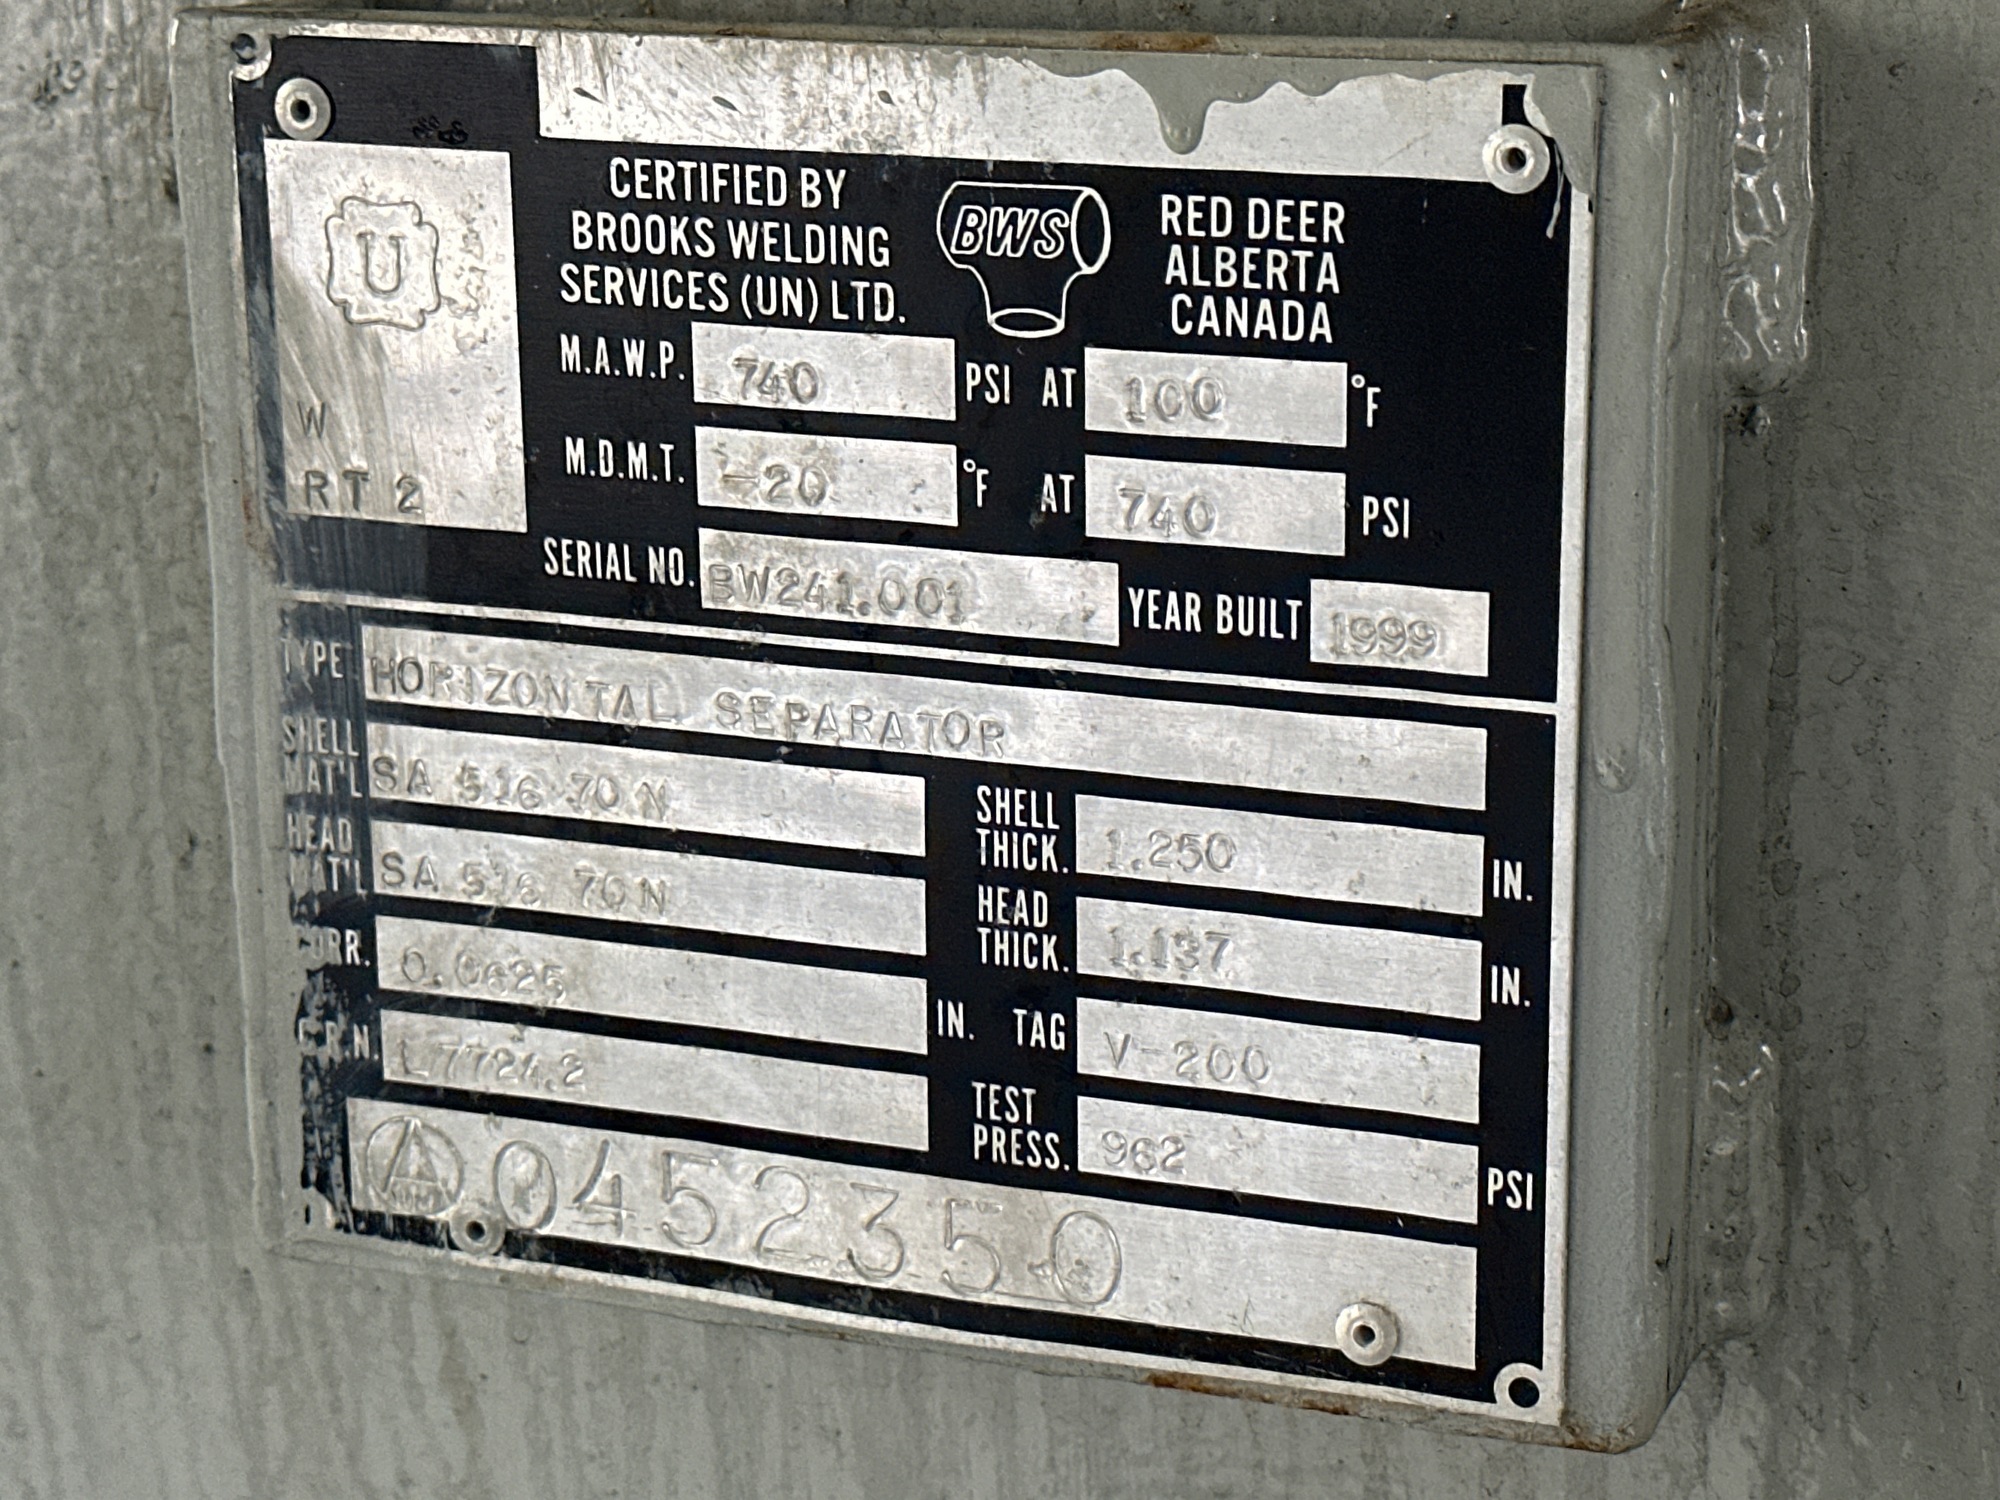 U
W
RT 2
CERTIFIED BY
BROOKS WELDING
SERVICES (UN) LTD.
BWS
RED DEER
ALBERTA
CANADA
M.A.W.P. 740 PSI AT 100 °F
M.D.M.T. -20 °F AT 740 PSI
SERIAL NO. BW241.001 YEAR BUILT 1999
TYPE HORIZONTAL SEPARATOR
SHELL MAT'L SA 516 70 N
SHELL THICK. 1.250 IN.
HEAD MAT'L SA 516 70N
HEAD THICK. 1.137 IN.
CORR. 0.0625 IN.
TAG V-200
C.R.N. L7724.2
TEST PRESS. 962 PSI
A 0452350